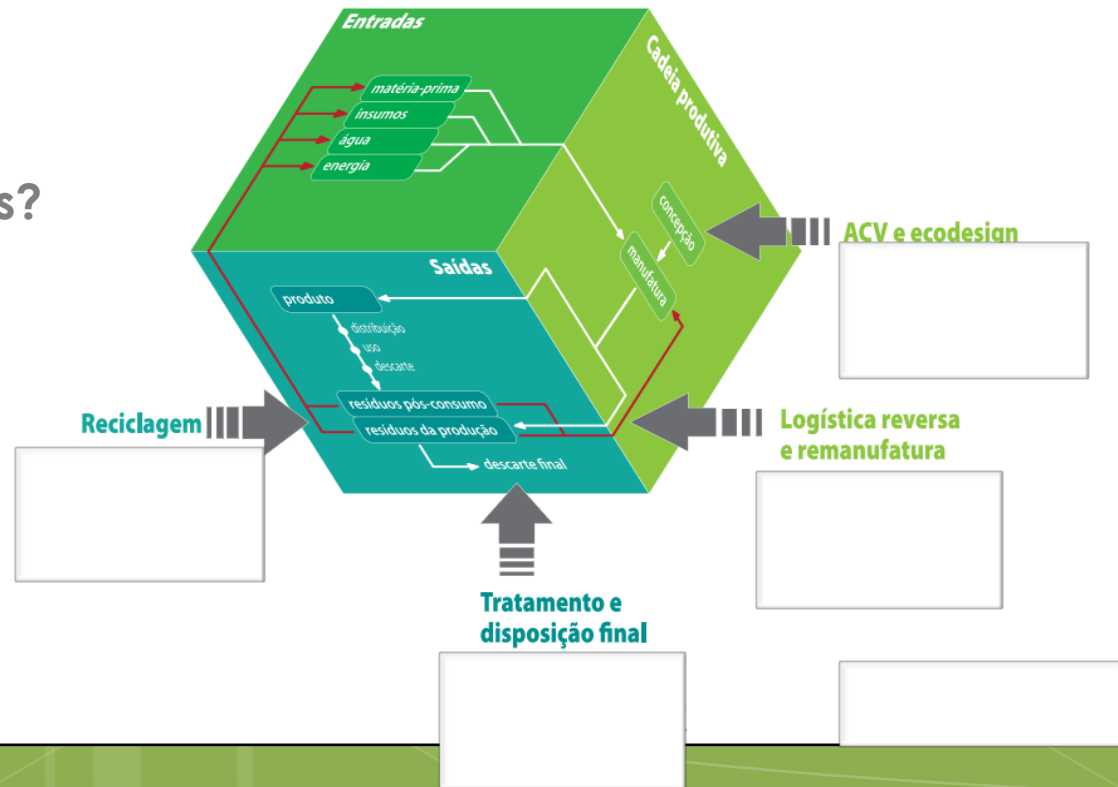 Entradas
Cadeia produtiva
matéria-prima
insumos
água
energia
s?
concepção
manufatura
ACV e ecodesign
Saídas
produto
distribuição
uso
descarte
resíduos pós-consumo
resíduos da produção
descarte final
Reciclagem
Logística reversa
e remanufatura
Tratamento e
disposição final